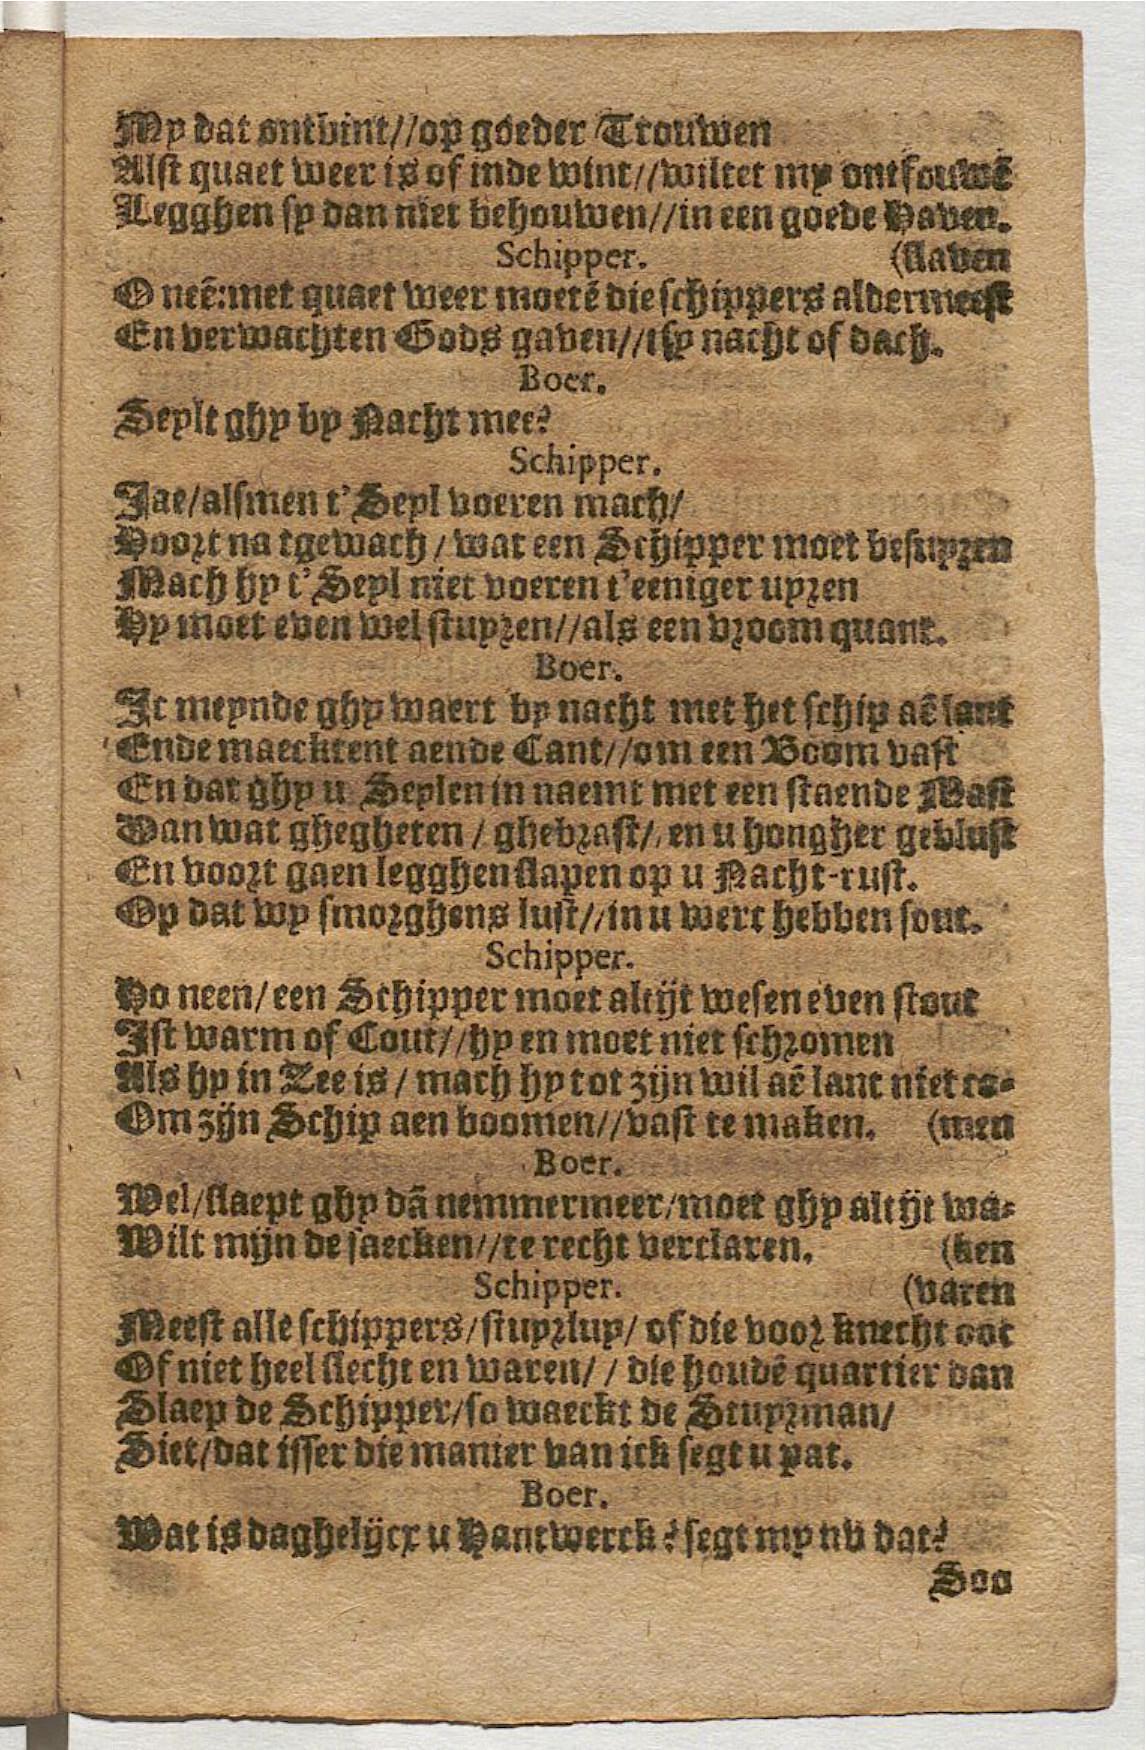 My dat ontbint//op goeder Trouwen
Alst quaet weer is of inde wint//wiltet my ontfouwē
Legghen sy dan niet behouwen//in een goede Haven.
Schipper. (slaven
O neē:met quaet weer moetē die schippers aldermeest
En verwachten Gods gaven//tsy nacht of dach.
Boer.
Seylt ghy by Nacht mee?
Schipper.
Jae/alsmen t'Seyl voeren mach/
Hoort na tgewach/wat een Schipper moet besuyren
Mach hy t'Seyl niet voeren t'eeniger uyren
Hy moet even wel stuyren//als een vroom quant.
Boer.
Ic meynde ghy waert by nacht met het schip aē lant
Ende maecktent aende Cant//om een Boom vast
En dat ghy u Seylen in naemt met een staende Mast
Dan wat ghegheten/ghebrast/, en u hongher geblust
En voort gaen legghen slapen op u Nacht-rust.
Op dat wy smorghens lust//in u werc hebben sout.
Schipper.
Ho neen/een Schipper moet altijt wesen even stout
Ist warm of Cout//hy en moet niet schromen
Als hy in Zee is/mach hy tot zijn wil aē lant niet co-
Om zijn Schip aen boomen//vast te maken. (men
Boer.
Wel/slaept ghy dā nemmermeer/moet ghy altijt wa-
Wilt mijn de saecken//te recht verclaren. (ken
Schipper. (varen
Meest alle schippers/stuyrluy/of die voor knecht ooc
Of niet heel slecht en waren//die houdē quartier dan
Slaep de Schipper/so waeckt de Stuyrman/
Siet/dat isser die manier van ick segt u pat.
Boer.
Wat is daghelijcx u Hantwerck? segt my nu dat?
Soo